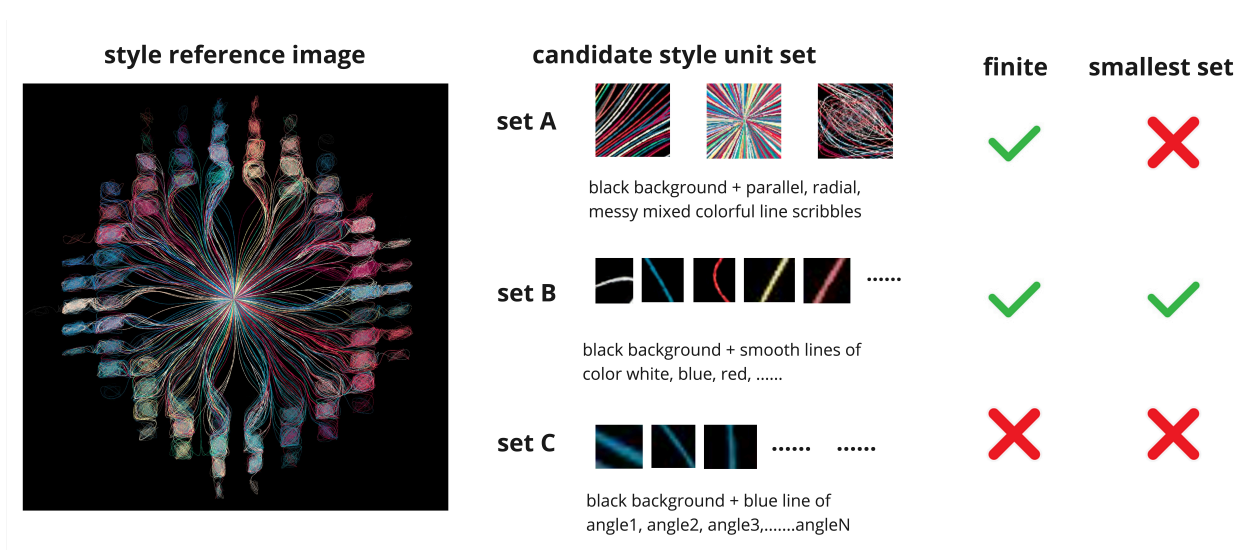 style reference image
candidate style unit set
finite
smallest set
set A
black background + parallel, radial,
messy mixed colorful line scribbles
set B
......
black background + smooth lines of
color white, blue, red, ......
set C
...... ......
black background + blue line of
angle1, angle2, angle3,.......angleN